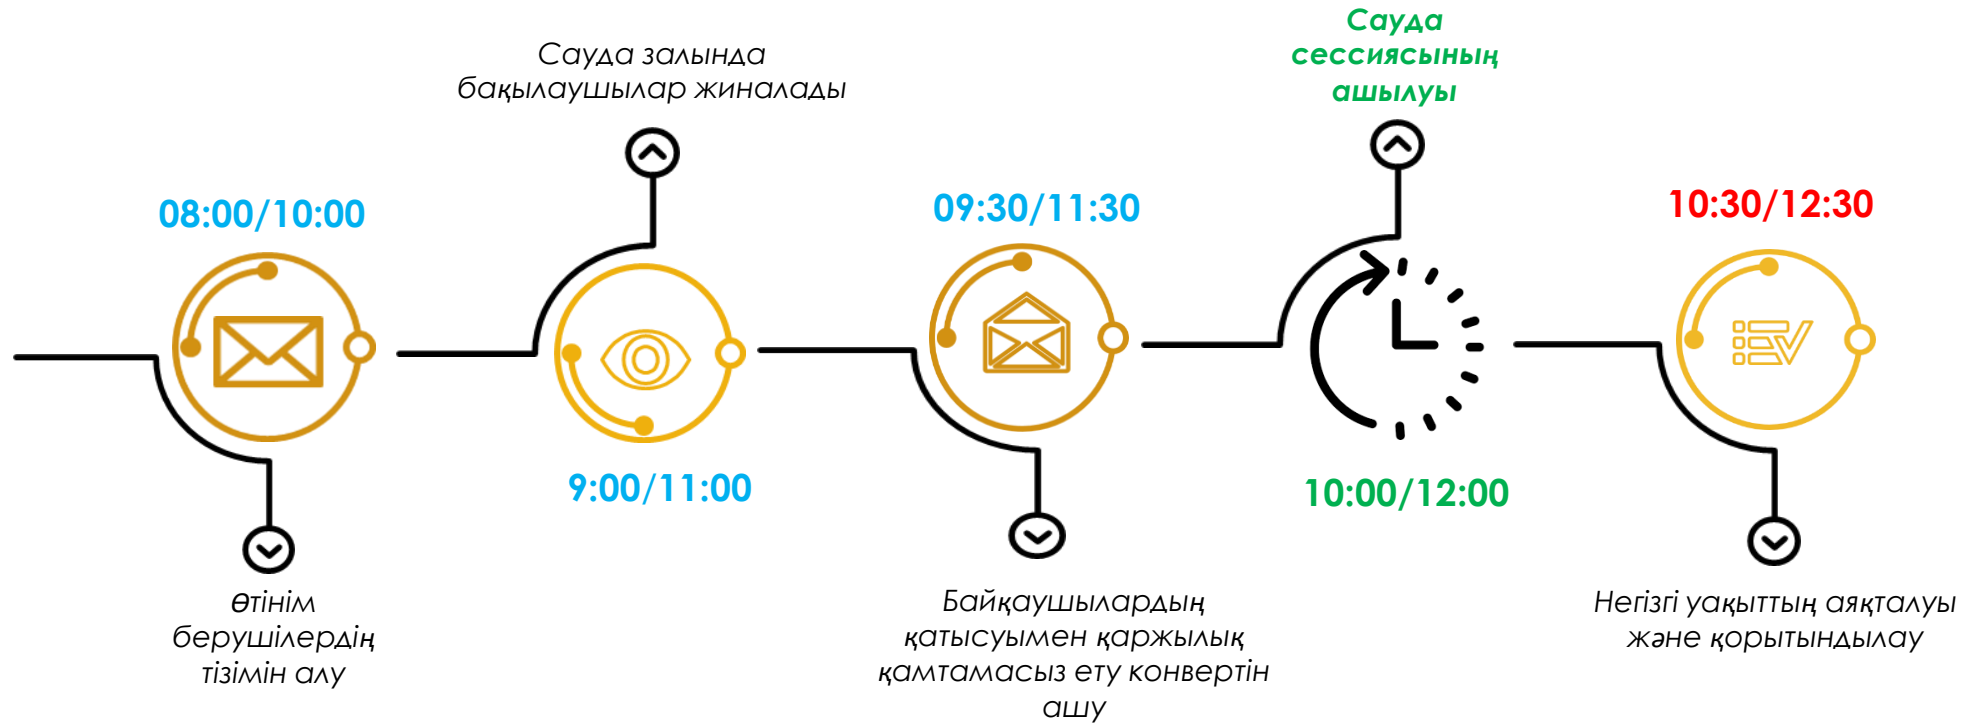 08:00/10:00
Өтінім
берушілердің
тізімін алу
Сауда залында
бақылаушылар жиналады
9:00/11:00
09:30/11:30
Байқаушылардың
қатысуымен қаржылық
қамтамасыз ету конвертін
ашу
Сауда
сессиясының
ашылуы
10:00/12:00
10:30/12:30
Негізгі уақыттың аяқталуы
және қорытындылау